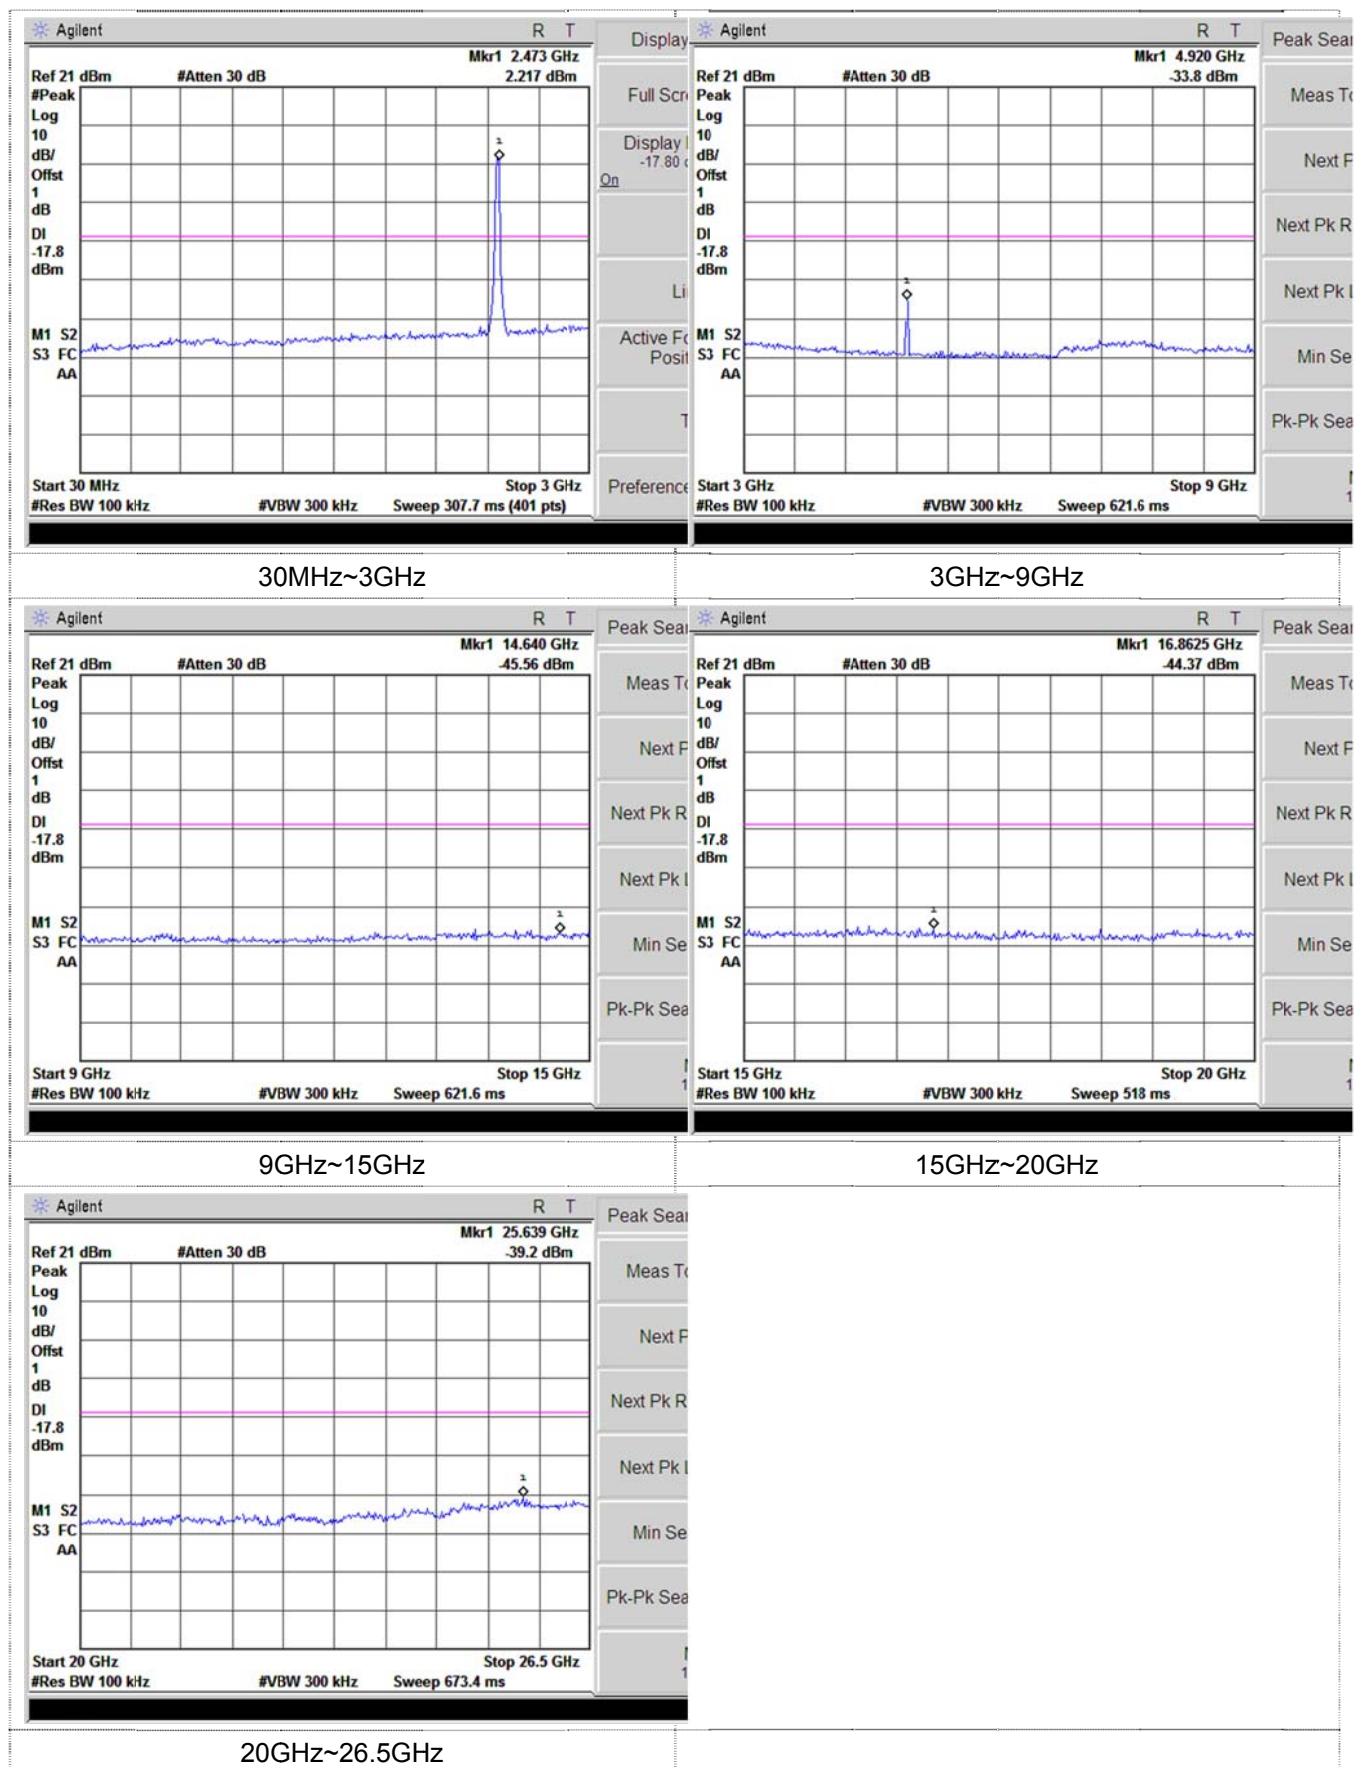 Agilent R T
Mkr1 2.473 GHz
Ref 21 dBm #Atten 30 dB 2.217 dBm
#Peak
Log
10
dB/
Offst
1
dB
DI
-17.8
dBm
M1 S2
S3 FC
AA
1
Start 30 MHz Stop 3 GHz
#Res BW 100 kHz #VBW 300 kHz Sweep 307.7 ms (401 pts)
Display
Full Scr
Display
-17.80
On
Li
Active F
Posit
T
Preference
30MHz~3GHz
Agilent R T
Mkr1 4.920 GHz
Ref 21 dBm #Atten 30 dB -33.8 dBm
Peak
Log
10
dB/
Offst
1
dB
DI
-17.8
dBm
M1 S2
S3 FC
AA
1
Start 3 GHz Stop 9 GHz
#Res BW 100 kHz #VBW 300 kHz Sweep 621.6 ms
Peak Sear
Meas T
Next P
Next Pk R
Next Pk L
Min Se
Pk-Pk Sea
1
3GHz~9GHz
Agilent R T
Mkr1 14.640 GHz
Ref 21 dBm #Atten 30 dB -45.56 dBm
Peak
Log
10
dB/
Offst
1
dB
DI
-17.8
dBm
M1 S2
S3 FC
AA
1
Start 9 GHz Stop 15 GHz
#Res BW 100 kHz #VBW 300 kHz Sweep 621.6 ms
Peak Sear
Meas T
Next P
Next Pk R
Next Pk L
Min Se
Pk-Pk Sea
1
9GHz~15GHz
Agilent R T
Mkr1 16.8625 GHz
Ref 21 dBm #Atten 30 dB -44.37 dBm
Peak
Log
10
dB/
Offst
1
dB
DI
-17.8
dBm
M1 S2
S3 FC
AA
1
Start 15 GHz Stop 20 GHz
#Res BW 100 kHz #VBW 300 kHz Sweep 518 ms
Peak Sear
Meas T
Next P
Next Pk R
Next Pk L
Min Se
Pk-Pk Sea
1
15GHz~20GHz
Agilent R T
Mkr1 25.639 GHz
Ref 21 dBm #Atten 30 dB -39.2 dBm
Peak
Log
10
dB/
Offst
1
dB
DI
-17.8
dBm
M1 S2
S3 FC
AA
1
Start 20 GHz Stop 26.5 GHz
#Res BW 100 kHz #VBW 300 kHz Sweep 673.4 ms
Peak Sear
Meas T
Next P
Next Pk R
Next Pk L
Min Se
Pk-Pk Sea
1
20GHz~26.5GHz